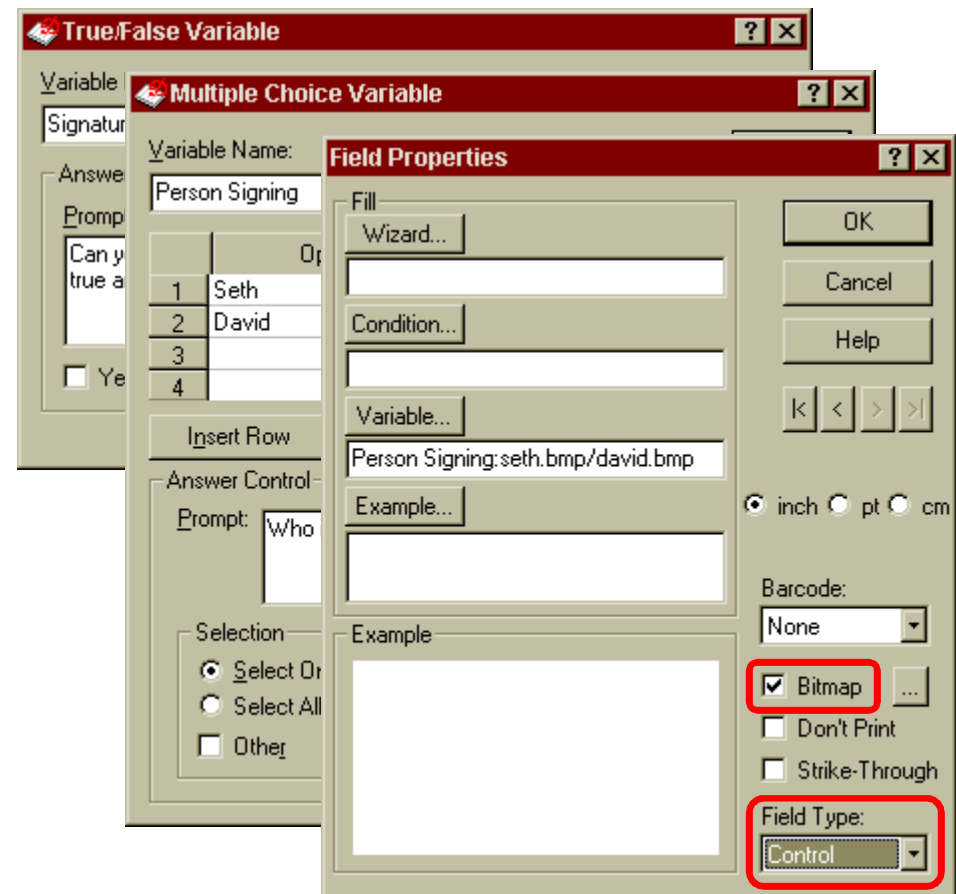 True/False Variable
Variable
Signatur
Answe
Promp
Can y
true a
Ye
Multiple Choice Variable
Variable Name:
Person Signing
Op
1 Seth
2 David
3
4
Insert Row
Answer Control
Prompt:
Who
Selection
Select On
Select All
Other
Field Properties
Fill
Wizard...
Condition...
Variable...
Person Signing:seth.bmp/david.bmp
Example...
Example
OK
Cancel
Help
inch pt cm
Barcode:
None
Bitmap ...
Don't Print
Strike-Through
Field Type:
Control